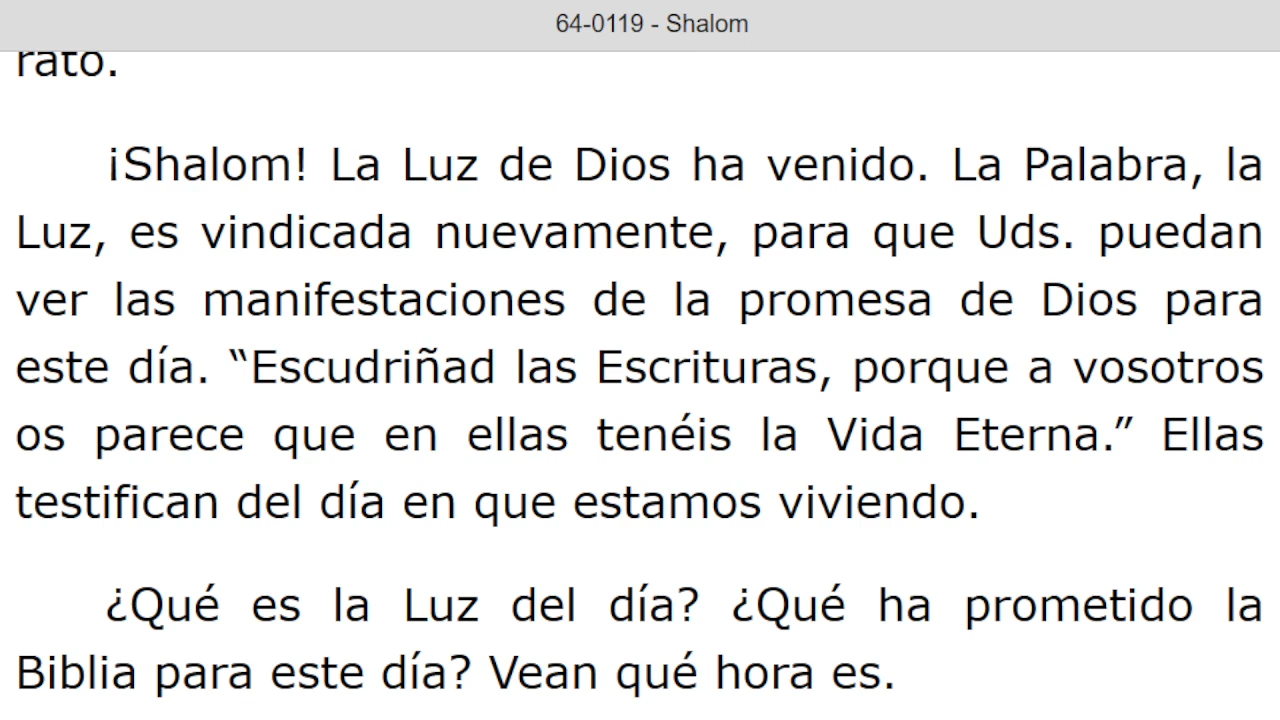 64-0119 - Shalom
rato.
¡Shalom! La Luz de Dios ha venido. La Palabra, la
Luz, es vindicada nuevamente, para que Uds. puedan
ver las manifestaciones de la promesa de Dios para
este día. “Escudriñad las Escrituras, porque a vosotros
os parece que en ellas tenéis la Vida Eterna.” Ellas
testifican del día en que estamos viviendo.
¿Qué es la Luz del día? ¿Qué ha prometido la
Biblia para este día? Vean qué hora es.